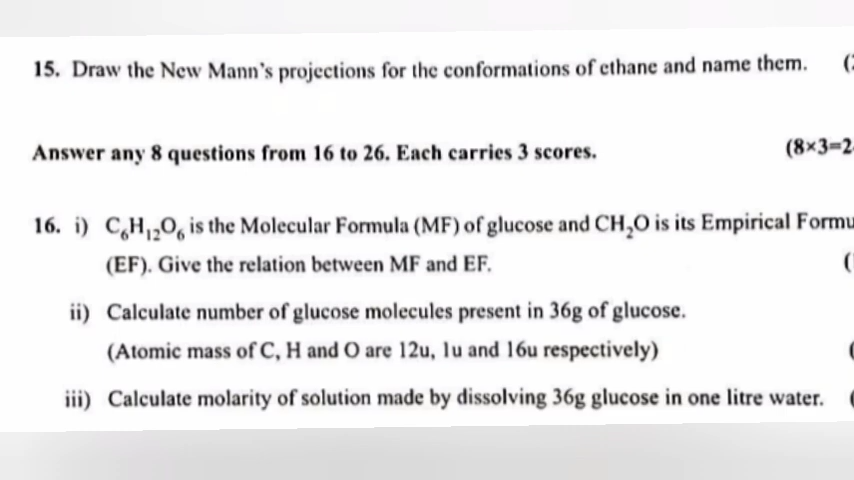 15. Draw the New Mann's projections for the conformations of ethane and name them. (
Answer any 8 questions from 16 to 26. Each carries 3 scores. (8×3=2
16. i) C₆H₁₂O₆ is the Molecular Formula (MF) of glucose and CH₂O is its Empirical Formu
(EF). Give the relation between MF and EF. (
ii) Calculate number of glucose molecules present in 36g of glucose.
(Atomic mass of C, H and O are 12u, 1u and 16u respectively) (
iii) Calculate molarity of solution made by dissolving 36g glucose in one litre water. (